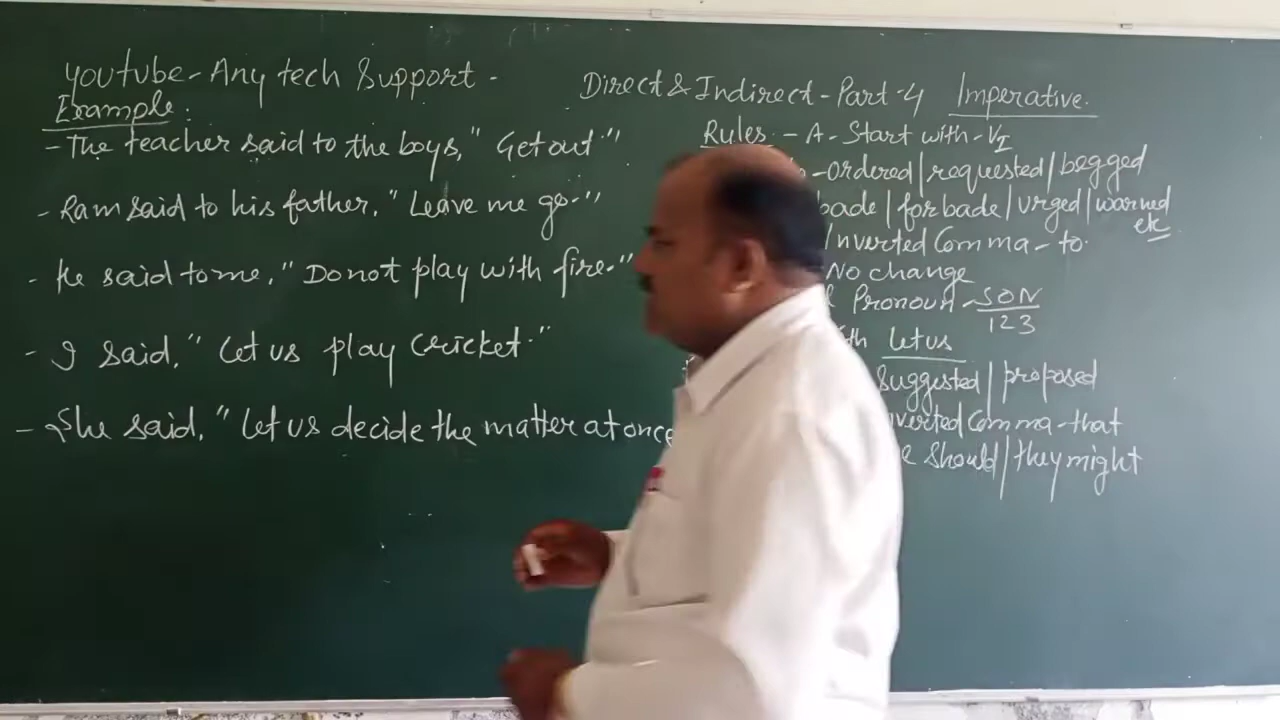 Youtube - Any tech Support -
Example :
- The teacher said to the boys, " Get out."
- Ram said to his father, " Leave me go."
- He said to me, " Do not play with fire."
- I said, " Let us play cricket."
- She said, " Let us decide the matter at once
Direct & Indirect - Part - 4 Imperative.
Rules - A - Start with - V1
- Ordered | requested | begged
| forbade | urged | warned
etc
Inverted Comma - to
No change
Pronoun - SON
123
Let us
Suggested | proposed
Comma - that
should | they might